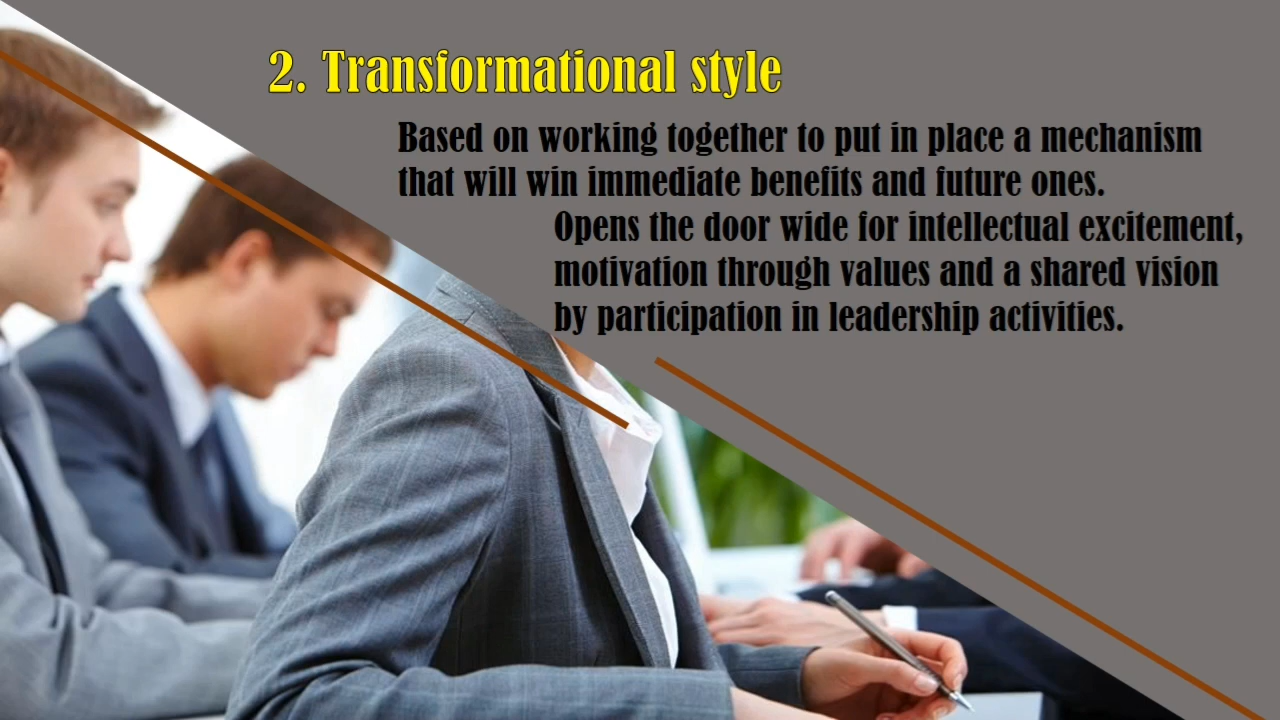 2. Transformational style
Based on working together to put in place a mechanism
that will win immediate benefits and future ones.
Opens the door wide for intellectual excitement,
motivation through values and a shared vision
by participation in leadership activities.